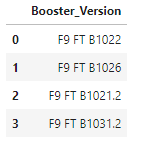 Booster_Version
0 F9 FT B1022
1 F9 FT B1026
2 F9 FT B1021.2
3 F9 FT B1031.2